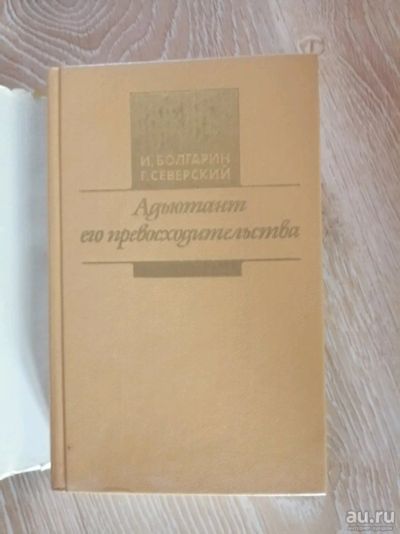 И. БОЛГАРИН
Г. СЕВЕРСКИЙ
Адъютант
его превосходительства
au.ru